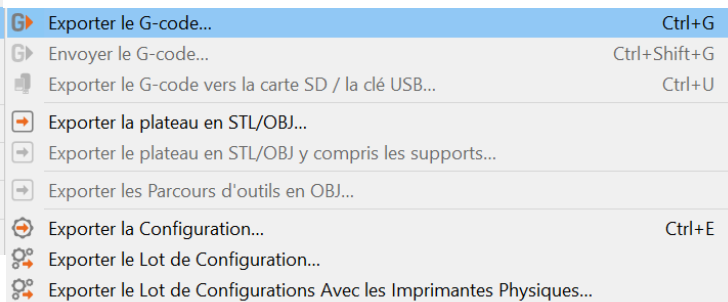 Exporter le G-code... Ctrl+G
Envoyer le G-code... Ctrl+Shift+G
Exporter le G-code vers la carte SD / la clé USB... Ctrl+U
Exporter la plateau en STL/OBJ...
Exporter le plateau en STL/OBJ y compris les supports...
Exporter les Parcours d'outils en OBJ...
Exporter la Configuration... Ctrl+E
Exporter le Lot de Configuration...
Exporter le Lot de Configurations Avec les Imprimantes Physiques...